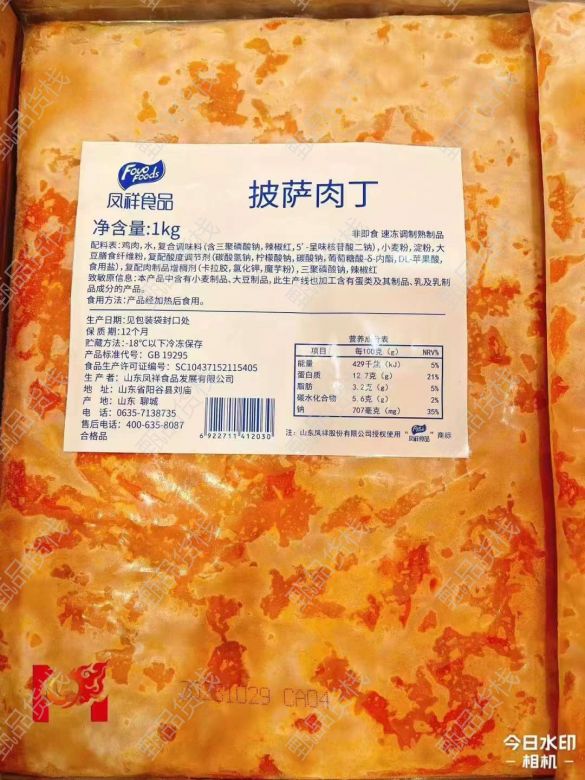 Fovo Foods
凤祥食品
披萨肉丁
净含量:1kg
非即食 速冻调制熟制品
配料表:鸡肉,水,复合调味料(含三聚磷酸钠,辣椒红,5'-呈味核苷酸二钠),小麦粉,淀粉,大
豆膳食纤维粉,复配酸度调节剂(碳酸氢钠,柠檬酸钠,碳酸钠,葡萄糖酸-δ-内酯,DL-苹果酸,
食用盐),复配肉制品增稠剂(卡拉胶,氯化钾,魔芋粉),三聚磷酸钠,辣椒红
致敏原信息:本产品中含有小麦制品、大豆制品,此生产线也加工含有蛋类及其制品、乳及乳制
品成分的产品。
食用方法:产品经加热后食用。
生产日期:见包装袋封口处
保 质 期:12个月
贮藏方法:-18℃以下冷冻保存
产品标准代号:GB 19295
食品生产许可证编号:SC10437152115405
生 产 者:山东凤祥食品发展有限公司
地 址:山东省阳谷县刘庙
产 地:山东 聊城
电 话:0635-7138735
售后电话:400-635-8087
合格品
6 922711 412030
营养成分表
项目 每100克(g) NRV%
能量 429千焦(kJ) 5%
蛋白质 12.7克(g) 21%
脂肪 3.2克(g) 5%
碳水化合物 5.6克(g) 2%
钠 707毫克(mg) 35%
注:山东凤祥股份有限公司授权使用“凤祥食品”商标
20231029 CA04
甄品货栈
今日水印
相机